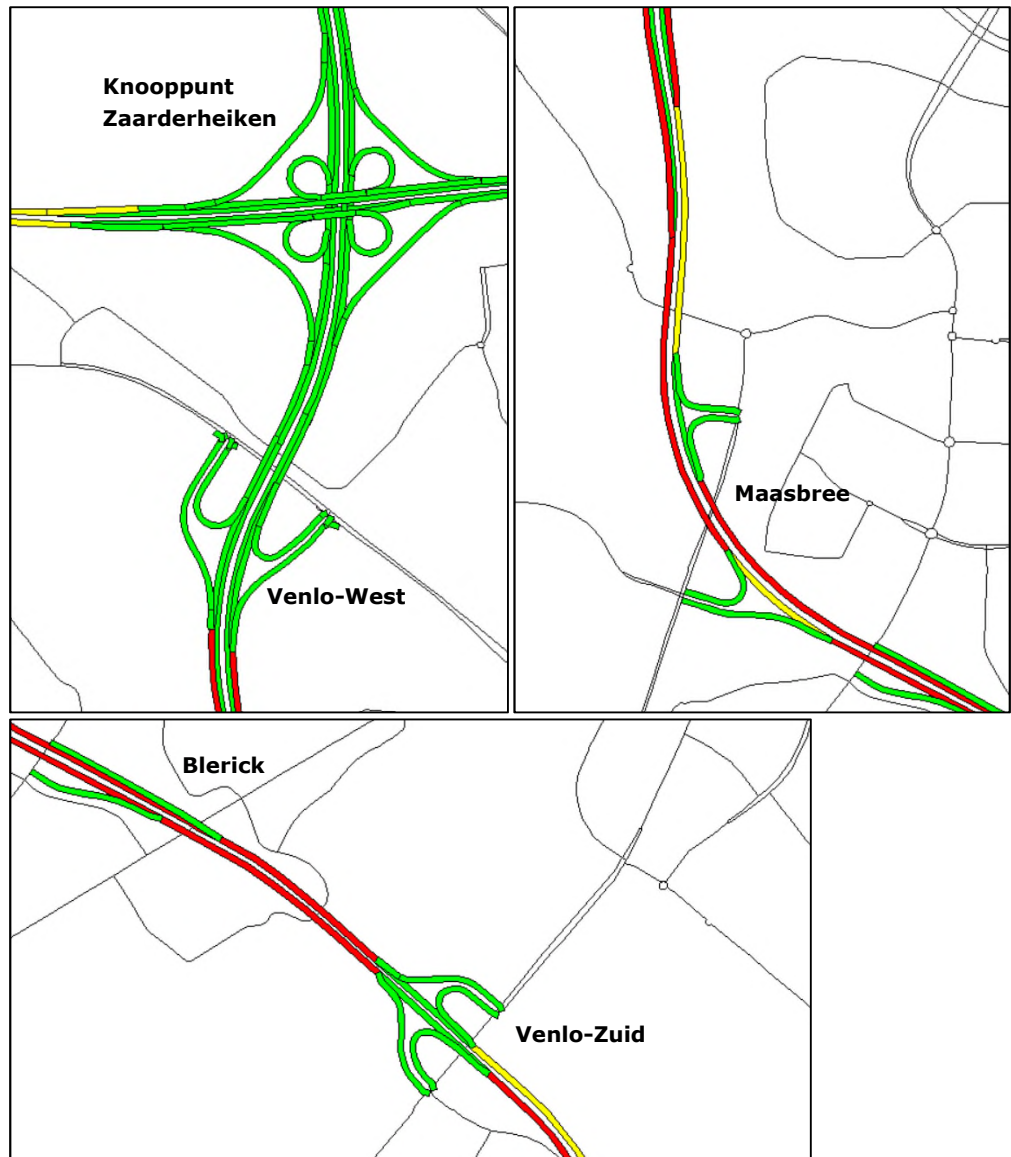 Knooppunt
Zaarderheiken
Venlo-West
Maasbree
Blerick
Venlo-Zuid